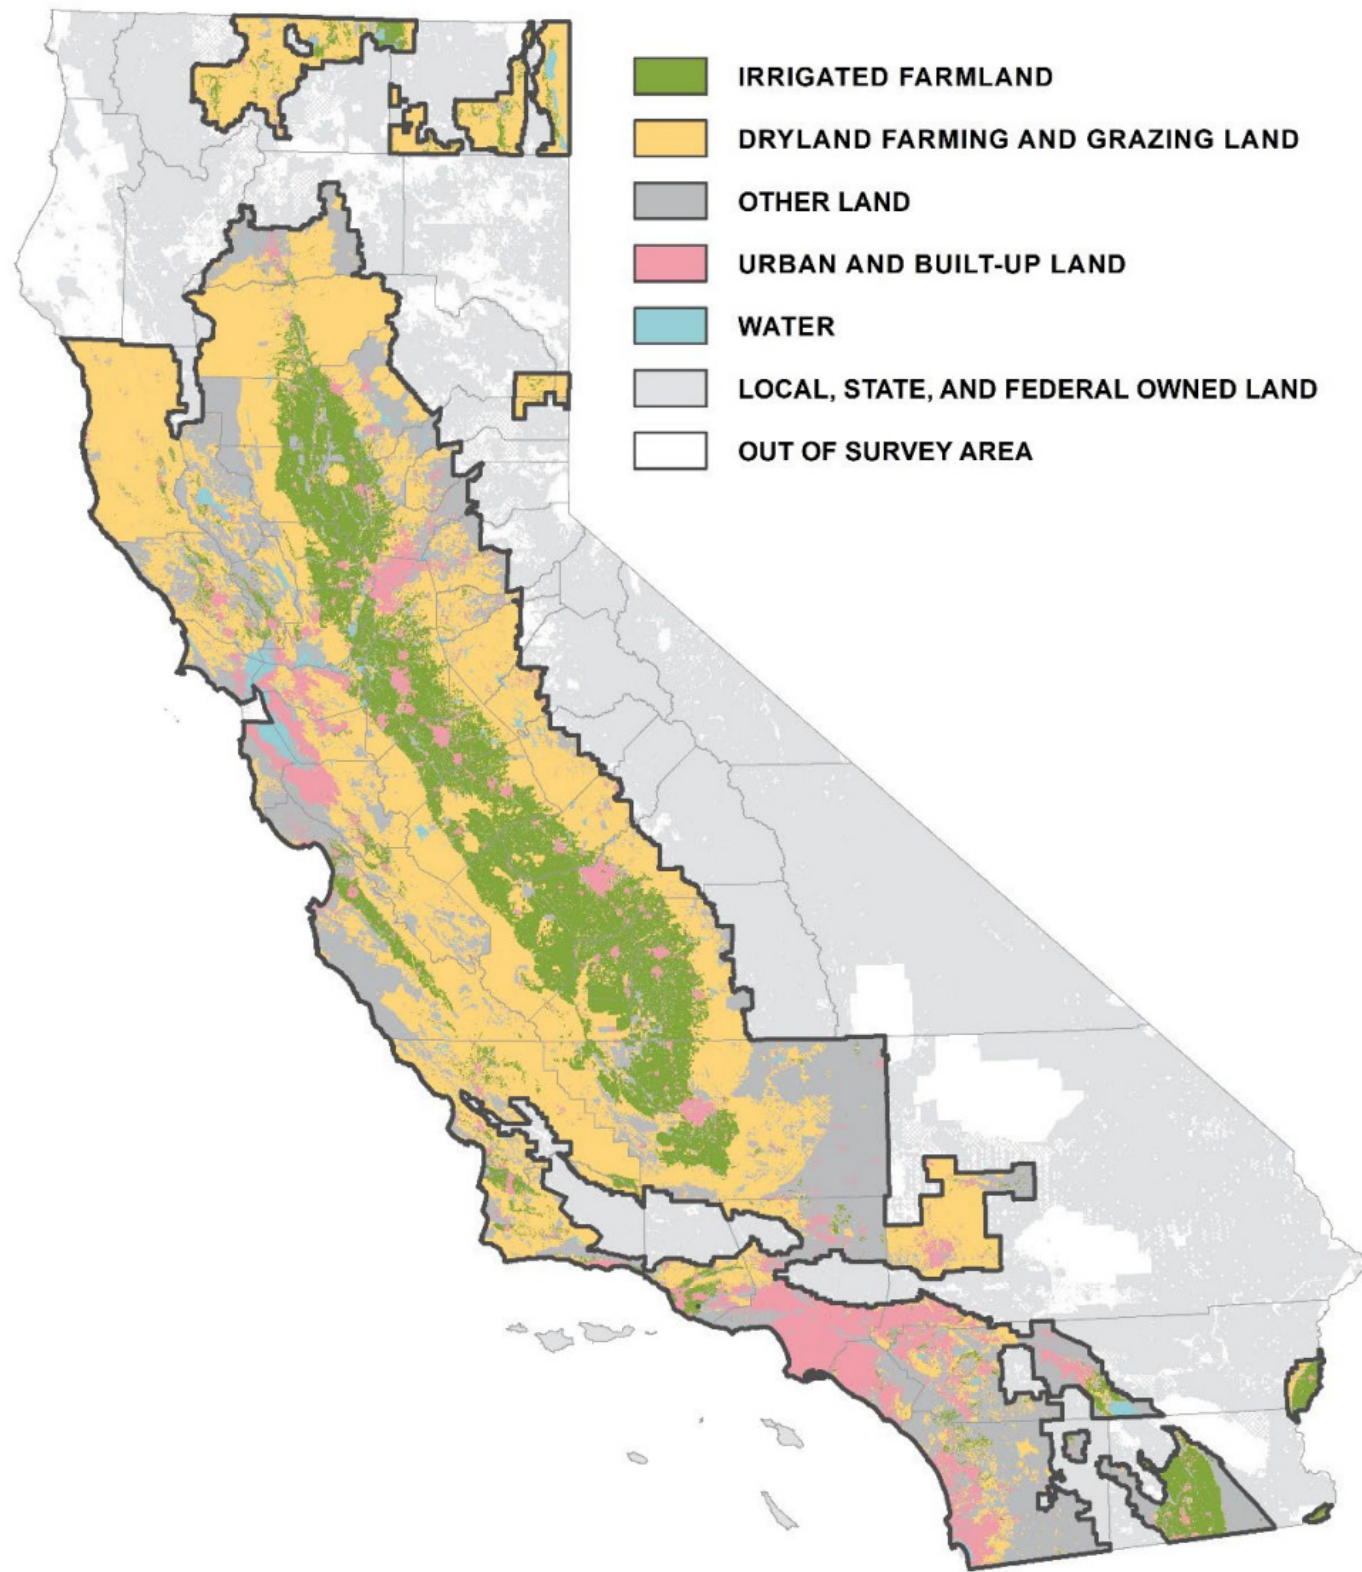 IRRIGATED FARMLAND
DRYLAND FARMING AND GRAZING LAND
OTHER LAND
URBAN AND BUILT-UP LAND
WATER
LOCAL, STATE, AND FEDERAL OWNED LAND
OUT OF SURVEY AREA